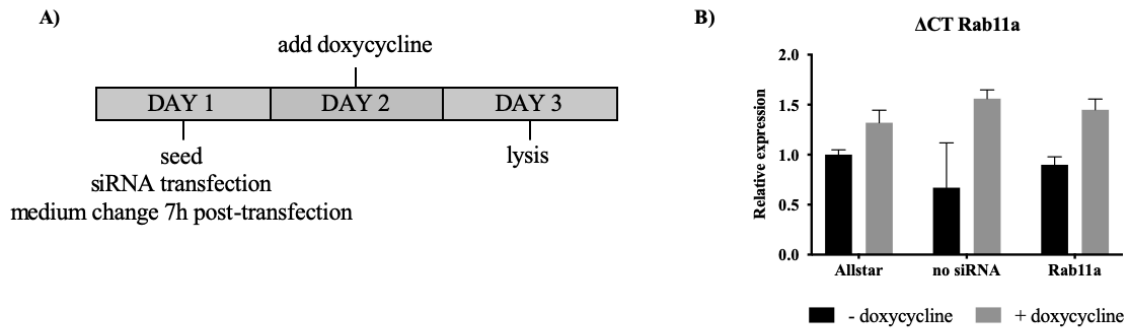 A)
add doxycycline
DAY 1
DAY 2
DAY 3
seed
siRNA transfection
medium change 7h post-transfection
lysis
B)
ΔCT Rab11a
Relative expression
2.0
1.5
1.0
0.5
0.0
Allstar
no siRNA
Rab11a
- doxycycline
+ doxycycline